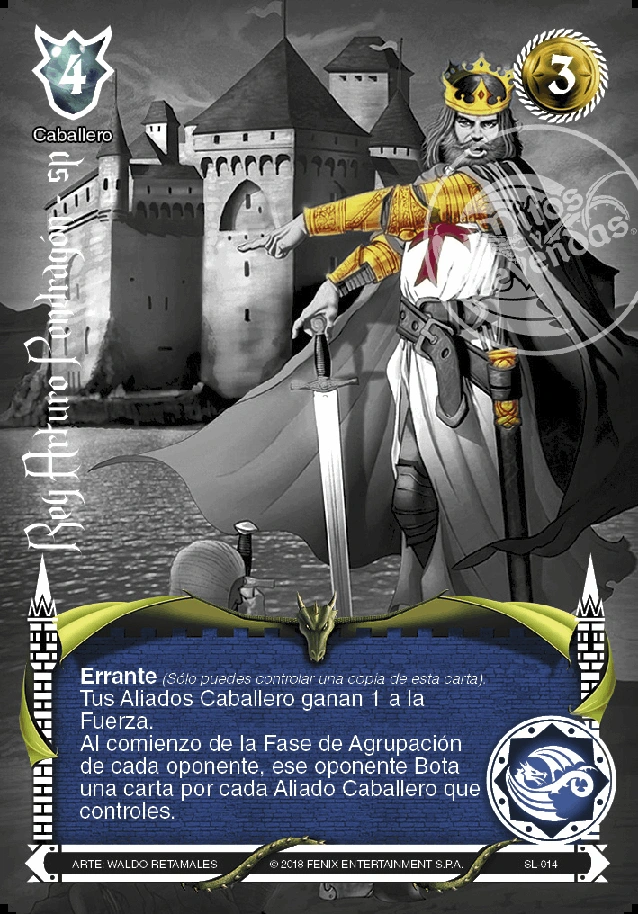 4
3
Caballero
Rey Arturo Pendragón sp
Mitos
y
Leyendas®
Errante (Sólo puedes controlar una copia de esta carta).
Tus Aliados Caballero ganan 1 a la
Fuerza.
Al comienzo de la Fase de Agrupación
de cada oponente, ese oponente Bota
una carta por cada Aliado Caballero que
controles.
ARTE: WALDO RETAMALES
© 2018 FENIX ENTERTAINMENT S.P.A.
SL 014